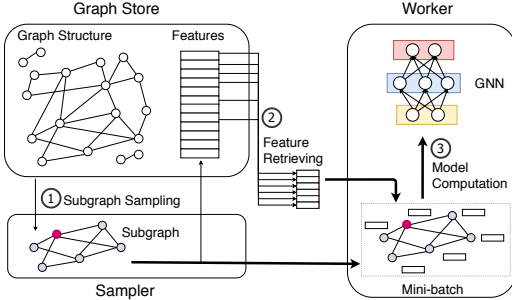 Graph Store
Worker
Graph Structure
Features
GNN
②
Feature
Retrieving
③
Model
Computation
① Subgraph Sampling
Subgraph
Sampler
Mini-batch